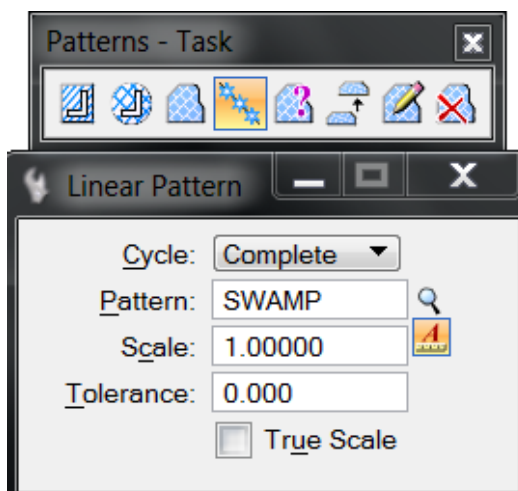 Patterns - Task
Linear Pattern
Cycle: Complete
Pattern: SWAMP
Scale: 1.00000
A
Tolerance: 0.000
True Scale